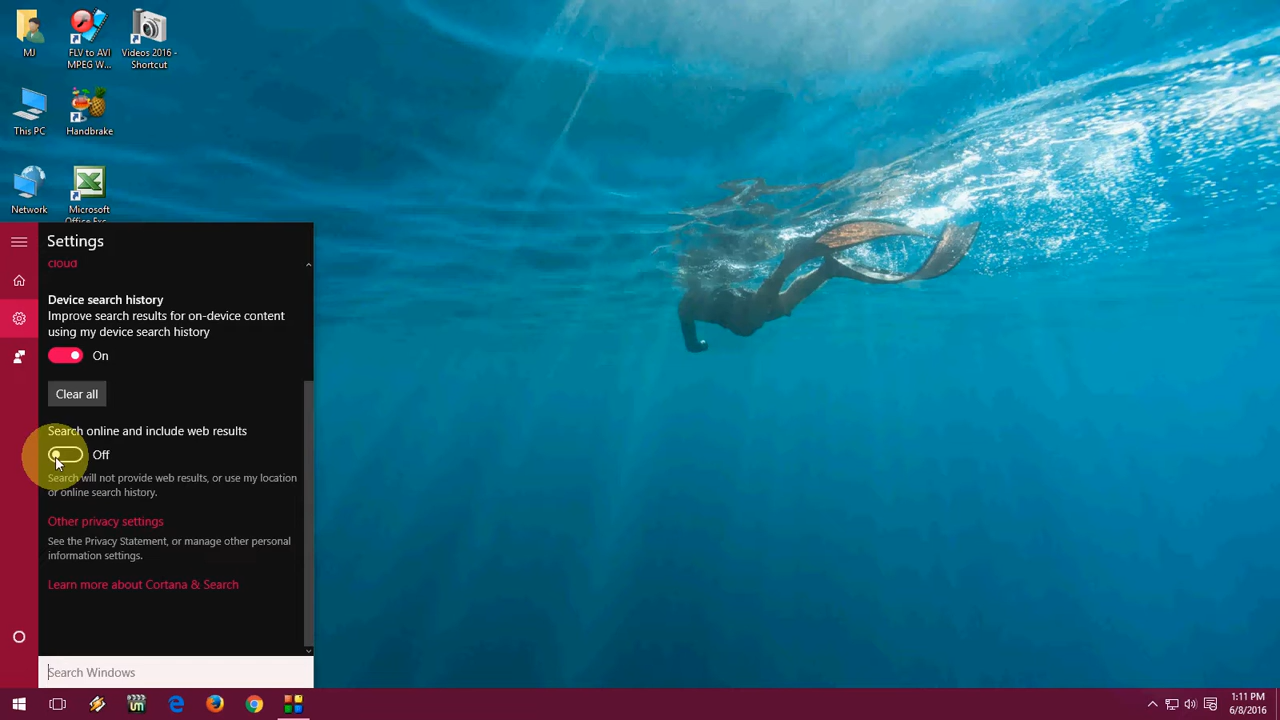 MJ
FLV to AVI
MPEG W...
Videos 2016 -
Shortcut
This PC
Handbrake
Network
Microsoft
Office Exc...
Settings
cloud
Device search history
Improve search results for on-device content
using my device search history
On
Clear all
Search online and include web results
Off
Search will not provide web results, or use my location
or online search history.
Other privacy settings
See the Privacy Statement, or manage other personal
information settings.
Learn more about Cortana & Search
Search Windows
um
1:11 PM
6/8/2016